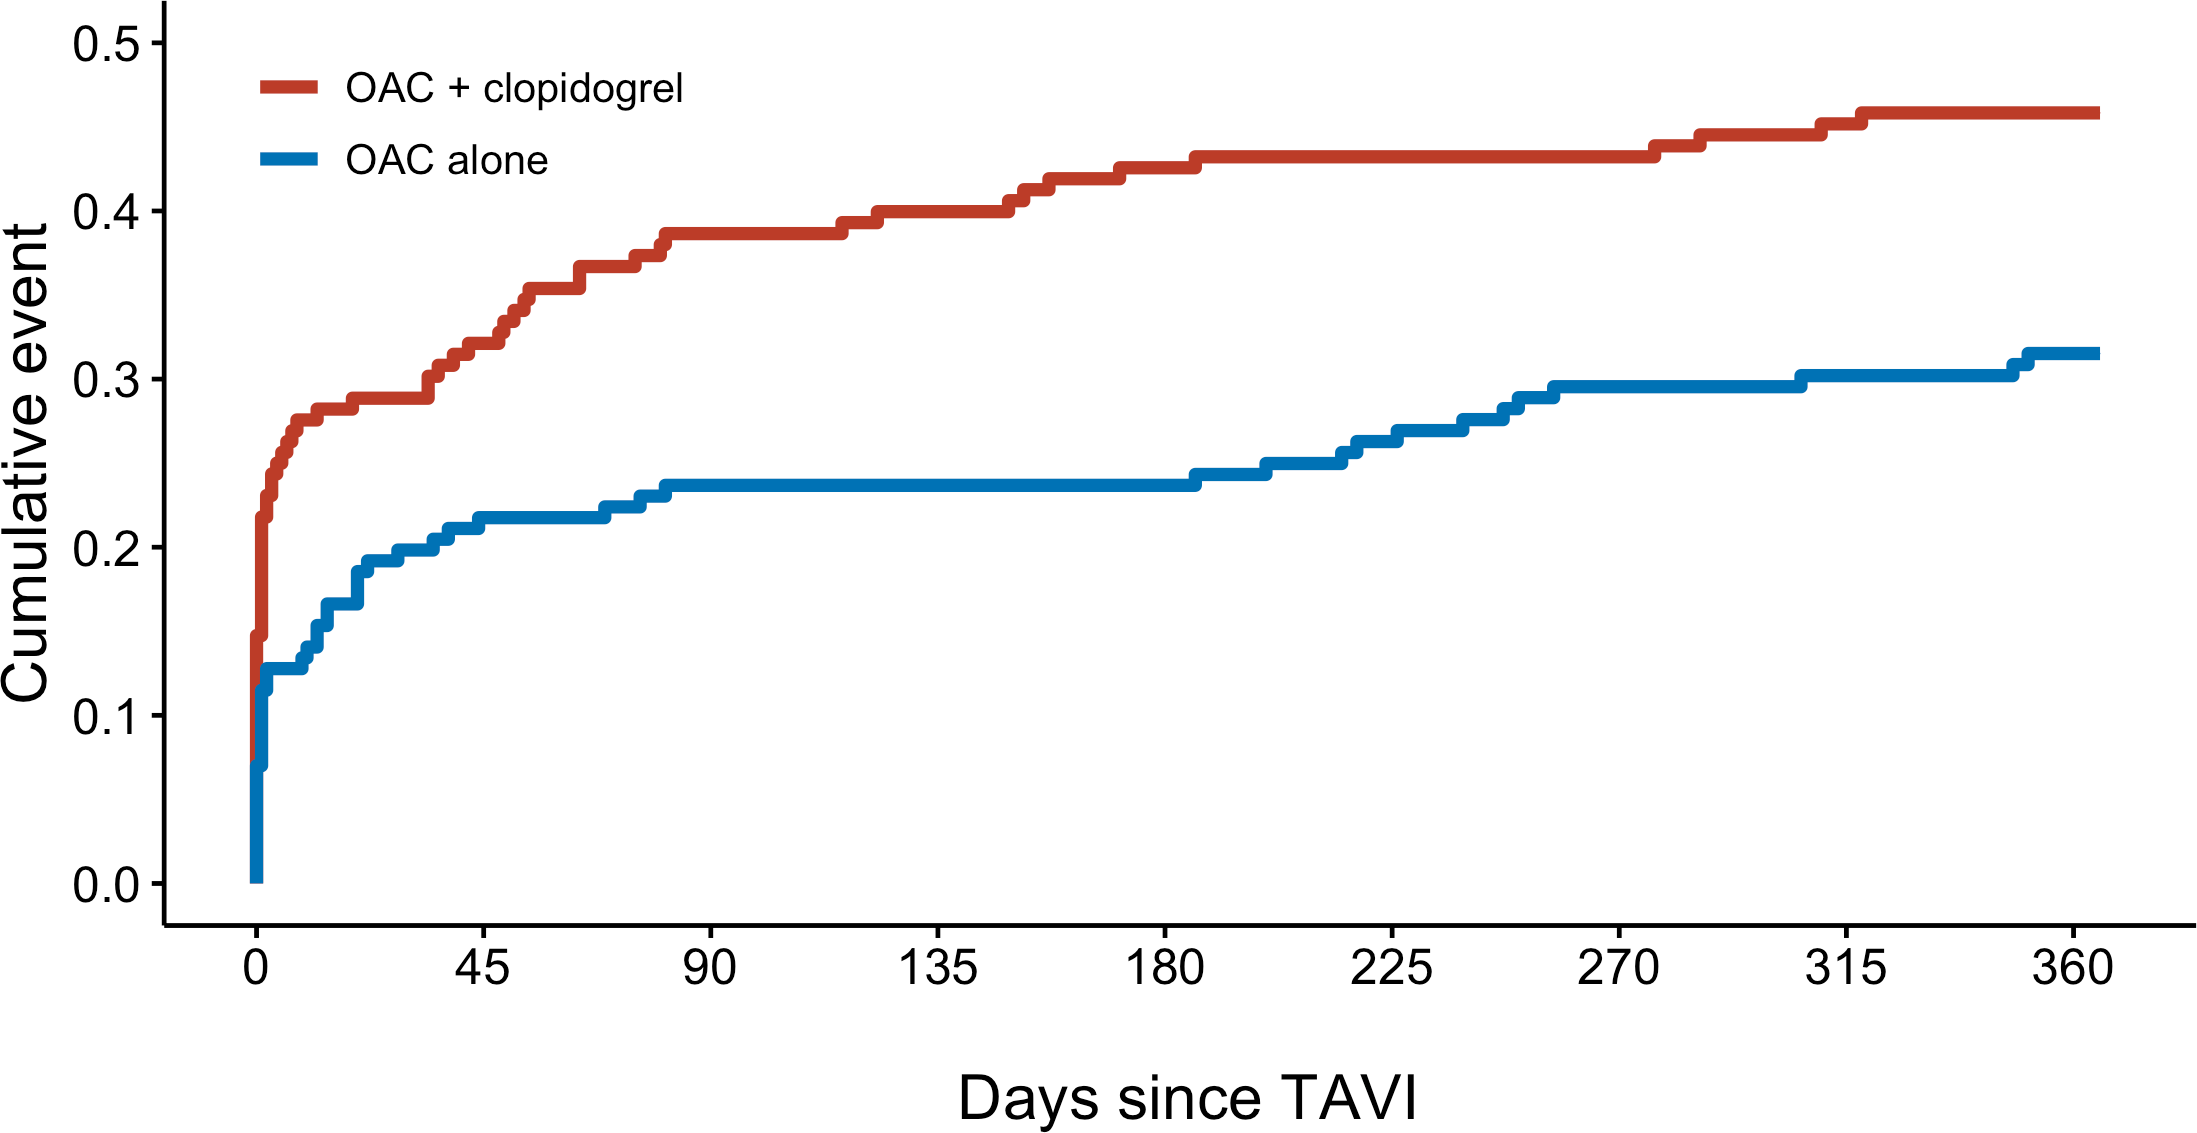 0.5
OAC + clopidogrel
OAC alone
0.4
0.3
0.2
0.1
0.0
Cumulative event
0 45 90 135 180 225 270 315 360
Days since TAVI